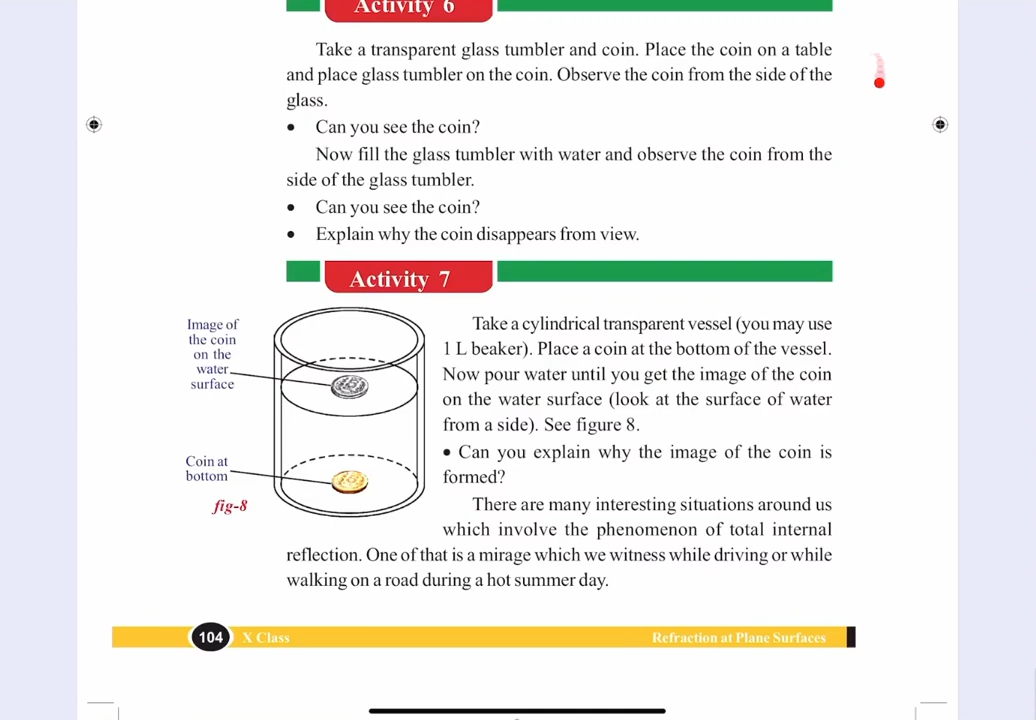 Activity 6
Take a transparent glass tumbler and coin. Place the coin on a table
and place glass tumbler on the coin. Observe the coin from the side of the
glass.
• Can you see the coin?
Now fill the glass tumbler with water and observe the coin from the
side of the glass tumbler.
• Can you see the coin?
• Explain why the coin disappears from view.
Activity 7
Image of
the coin
on the
water
surface
Coin at
bottom
fig-8
Take a cylindrical transparent vessel (you may use
1 L beaker). Place a coin at the bottom of the vessel.
Now pour water until you get the image of the coin
on the water surface (look at the surface of water
from a side). See figure 8.
• Can you explain why the image of the coin is
formed?
There are many interesting situations around us
which involve the phenomenon of total internal
reflection. One of that is a mirage which we witness while driving or while
walking on a road during a hot summer day.
104 X Class
Refraction at Plane Surfaces